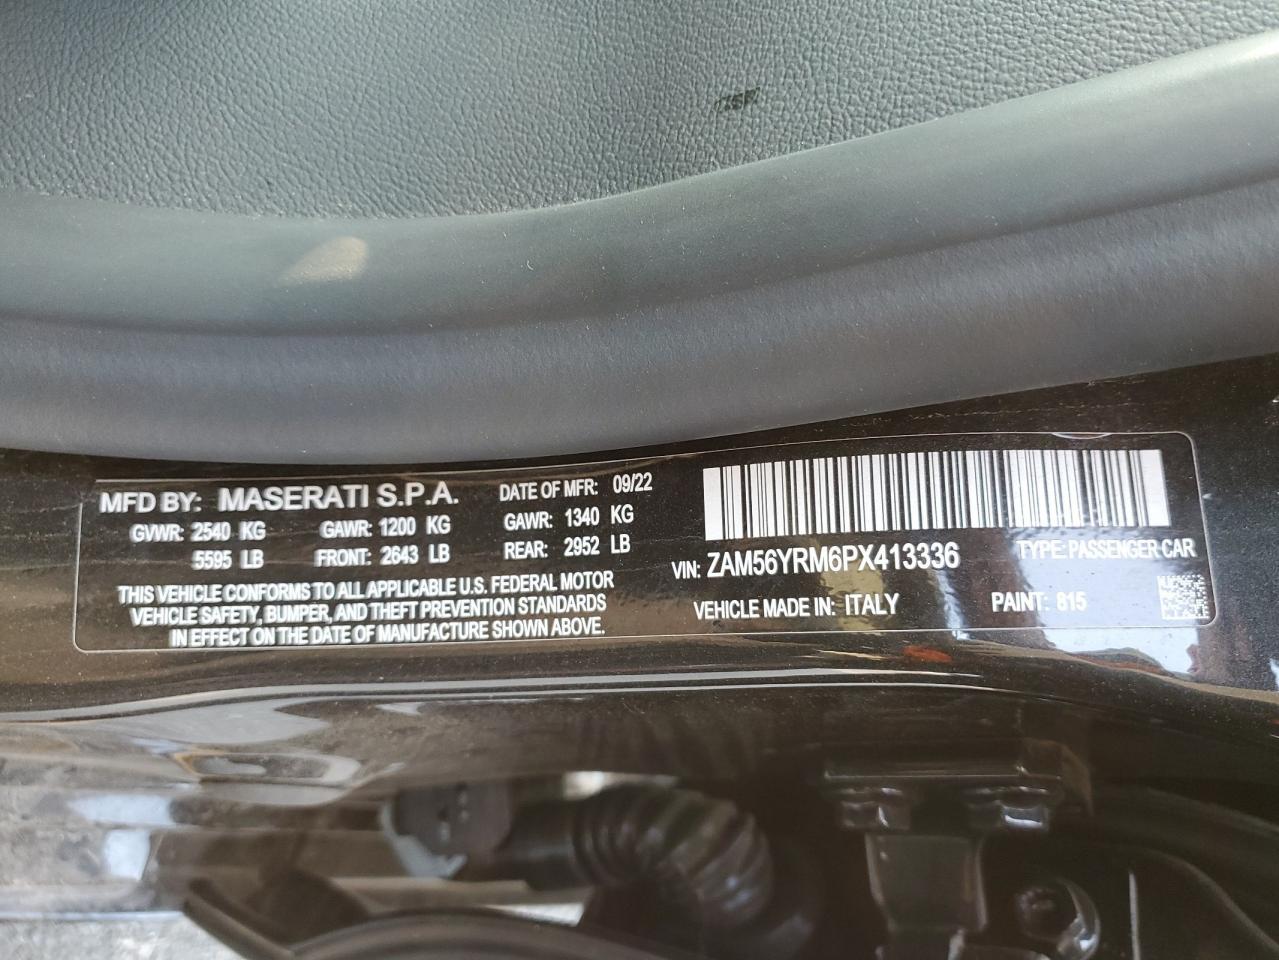 MFD BY: MASERATI S.P.A. DATE OF MFR: 09/22
GVWR: 2540 KG GAWR: 1200 KG GAWR: 1340 KG
5595 LB FRONT: 2643 LB REAR: 2952 LB
THIS VEHICLE CONFORMS TO ALL APPLICABLE U.S. FEDERAL MOTOR
VEHICLE SAFETY, BUMPER, AND THEFT PREVENTION STANDARDS
IN EFFECT ON THE DATE OF MANUFACTURE SHOWN ABOVE.
VIN: ZAM56YRM6PX413336 TYPE: PASSENGER CAR
VEHICLE MADE IN: ITALY PAINT: 815